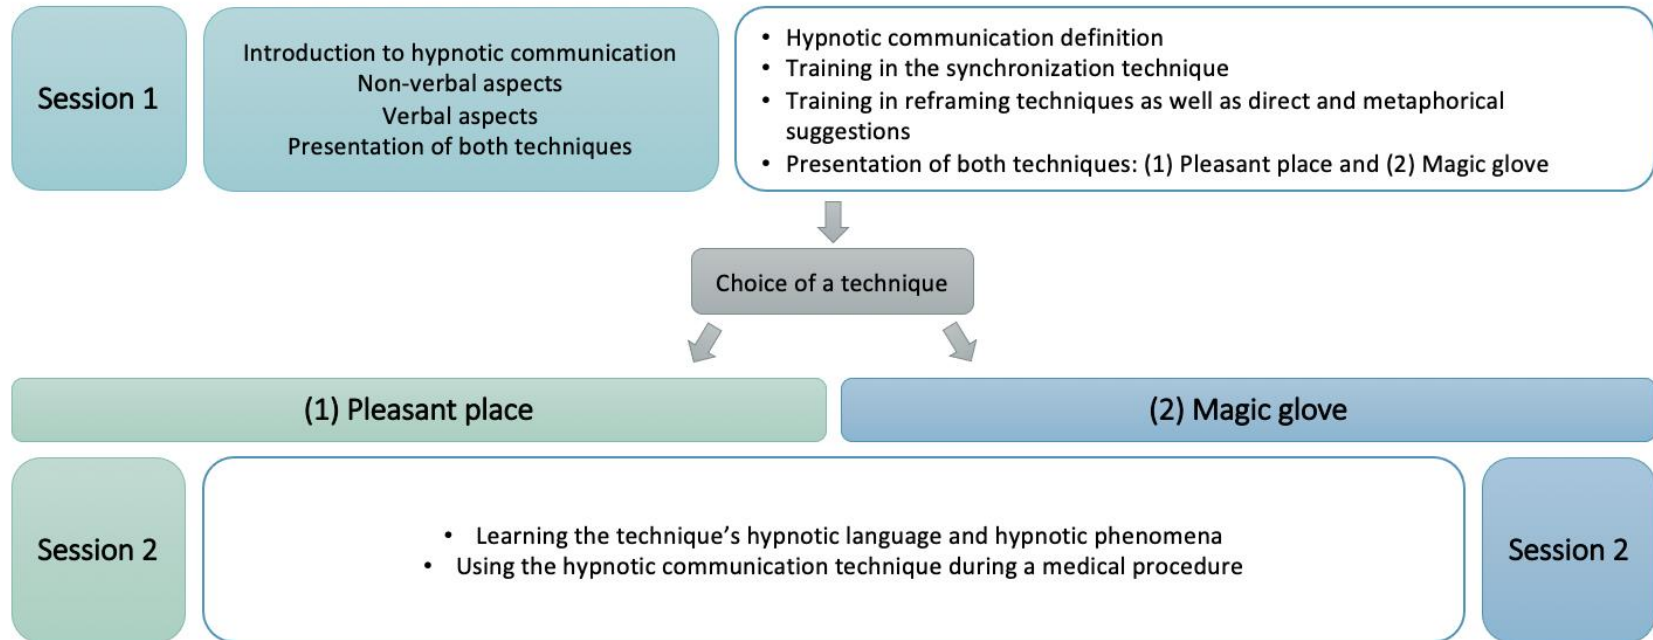 Session 1
Introduction to hypnotic communication
Non-verbal aspects
Verbal aspects
Presentation of both techniques
• Hypnotic communication definition
• Training in the synchronization technique
• Training in reframing techniques as well as direct and metaphorical
suggestions
• Presentation of both techniques: (1) Pleasant place and (2) Magic glove
Choice of a technique
(1) Pleasant place
(2) Magic glove
Session 2
• Learning the technique’s hypnotic language and hypnotic phenomena
• Using the hypnotic communication technique during a medical procedure
Session 2